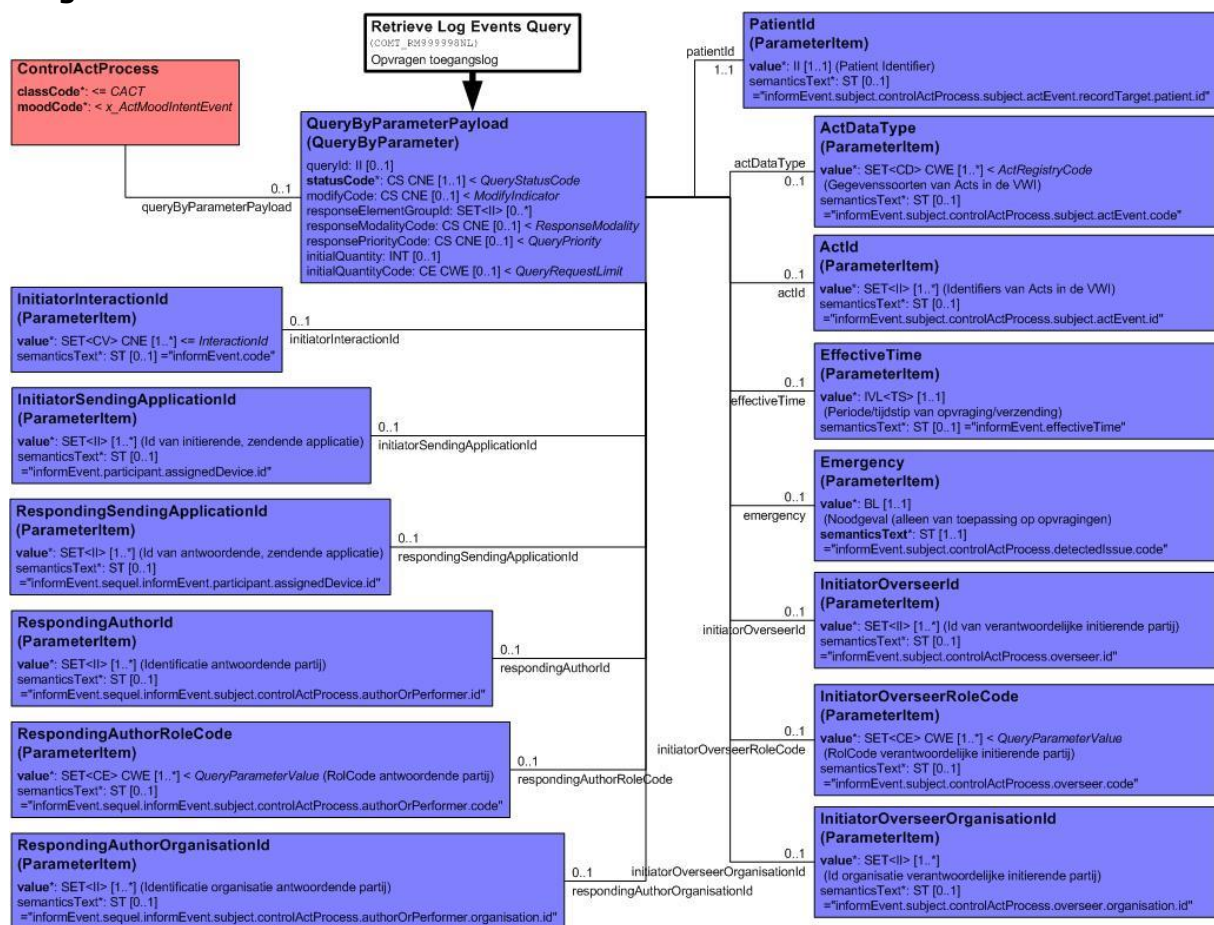 Retrieve Log Events Query
(COMT_RM999998NL)
Opvragen toegangslog
ControlActProcess
classCode*: <= CACT
moodCode*: < x_ActMoodIntentEvent
0..1
queryByParameterPayload
QueryByParameterPayload
(QueryByParameter)
queryId: II [0..1]
statusCode*: CS CNE [1..1] < QueryStatusCode
modifyCode: CS CNE [0..1] < ModifyIndicator
responseElementGroupId: SET<II> [0..*]
responseModalityCode: CS CNE [0..1] < ResponseModality
responsePriorityCode: CS CNE [0..1] < QueryPriority
initialQuantity: INT [0..1]
initialQuantityCode: CE CWE [0..1] < QueryRequestLimit
InitiatorInteractionId
(ParameterItem)
value*: SET<CV> CNE [1..*] <= InteractionId
semanticsText*: ST [0..1] ="informEvent.code"
0..1
initiatorInteractionId
InitiatorSendingApplicationId
(ParameterItem)
value*: SET<II> [1..*] (Id van initierende, zendende applicatie)
semanticsText*: ST [0..1]
="informEvent.participant.assignedDevice.id"
0..1
initiatorSendingApplicationId
RespondingSendingApplicationId
(ParameterItem)
value*: SET<II> [1..*] (Id van antwoordende, zendende applicatie)
semanticsText*: ST [0..1]
="informEvent.sequel.informEvent.participant.assignedDevice.id"
0..1
respondingSendingApplicationId
RespondingAuthorId
(ParameterItem)
value*: SET<II> [1..*] (Identificatie antwoordende partij)
semanticsText*: ST [0..1]
="informEvent.sequel.informEvent.subject.controlActProcess.authorOrPerformer.id"
0..1
respondingAuthorId
RespondingAuthorRoleCode
(ParameterItem)
value*: SET<CE> CWE [1..*] < QueryParameterValue (RolCode antwoordende partij)
semanticsText*: ST [0..1]
="informEvent.sequel.informEvent.subject.controlActProcess.authorOrPerformer.code"
0..1
respondingAuthorRoleCode
RespondingAuthorOrganisationId
(ParameterItem)
value*: SET<II> [1..*] (Identificatie organisatie antwoordende partij)
semanticsText*: ST [0..1]
="informEvent.sequel.informEvent.subject.controlActProcess.authorOrPerformer.organisation.id"
0..1
respondingAuthorOrganisationId
patientId
1..1
PatientId
(ParameterItem)
value*: II [1..1] (Patient Identifier)
semanticsText*: ST [0..1]
="informEvent.subject.controlActProcess.subject.actEvent.recordTarget.patient.id"
actDataType
0..1
ActDataType
(ParameterItem)
value*: SET<CD> CWE [1..*] < ActRegistryCode
(Gegevenssoorten van Acts in de VWI)
semanticsText*: ST [0..1]
="informEvent.subject.controlActProcess.subject.actEvent.code"
0..1
actId
ActId
(ParameterItem)
value*: SET<II> [1..*] (Identifiers van Acts in de VWI)
semanticsText*: ST [0..1]
="informEvent.subject.controlActProcess.subject.actEvent.id"
0..1
effectiveTime
EffectiveTime
(ParameterItem)
value*: IVL<TS> [1..1]
(Periode/tijdstip van opvraging/verzending)
semanticsText*: ST [0..1] ="informEvent.effectiveTime"
0..1
emergency
Emergency
(ParameterItem)
value*: BL [1..1]
(Noodgeval (alleen van toepassing op opvragingen)
semanticsText*: ST [1..1]
="informEvent.subject.controlActProcess.detectedIssue.code"
0..1
initiatorOverseerId
InitiatorOverseerId
(ParameterItem)
value*: SET<II> [1..*] (Id van verantwoordelijke initierende partij)
semanticsText*: ST [0..1]
="informEvent.subject.controlActProcess.overseer.id"
0..1
initiatorOverseerRoleCode
InitiatorOverseerRoleCode
(ParameterItem)
value*: SET<CE> CWE [1..*] < QueryParameterValue
(RolCode verantwoordelijke initierende partij)
semanticsText*: ST [0..1]
="informEvent.subject.controlActProcess.overseer.code"
0..1
initiatorOverseerOrganisationId
InitiatorOverseerOrganisationId
(ParameterItem)
value*: SET<II> [1..*]
(Id organisatie verantwoordelijke initierende partij)
semanticsText*: ST [0..1]
="informEvent.subject.controlActProcess.overseer.organisation.id"